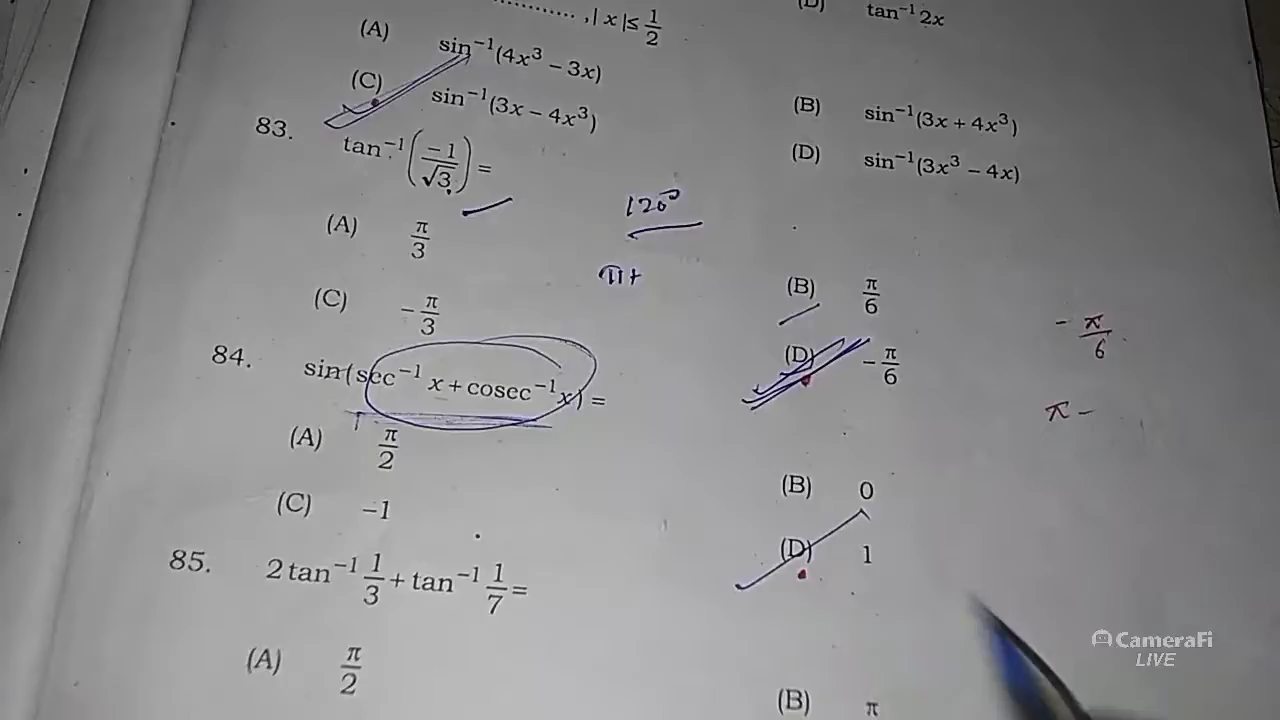 ............, | x |≤ 1/2
(D) tan⁻¹ 2x
(A) sin⁻¹(4x³ − 3x)
(B) sin⁻¹(3x + 4x³)
(C) sin⁻¹(3x − 4x³)
(D) sin⁻¹(3x³ − 4x)
83. tan⁻¹(−1/√3) =
120°
(A) π/3
(B) π/6
π+
(C) −π/3
(D) −π/6
− π/6
π −
84. sin(sec⁻¹ x + cosec⁻¹ x) =
(A) π/2
(B) 0
(C) −1
(D) 1
85. 2 tan⁻¹ 1/3 + tan⁻¹ 1/7 =
(A) π/2
(B) π
CameraFi
LIVE